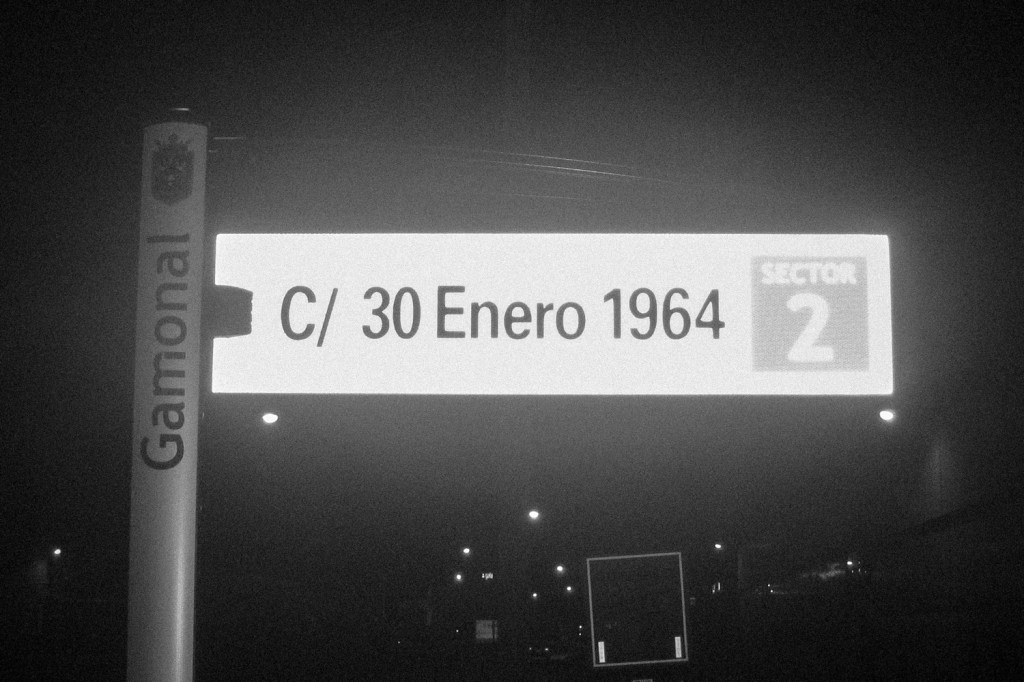 Gamonal
C/ 30 Enero 1964
SECTOR
2